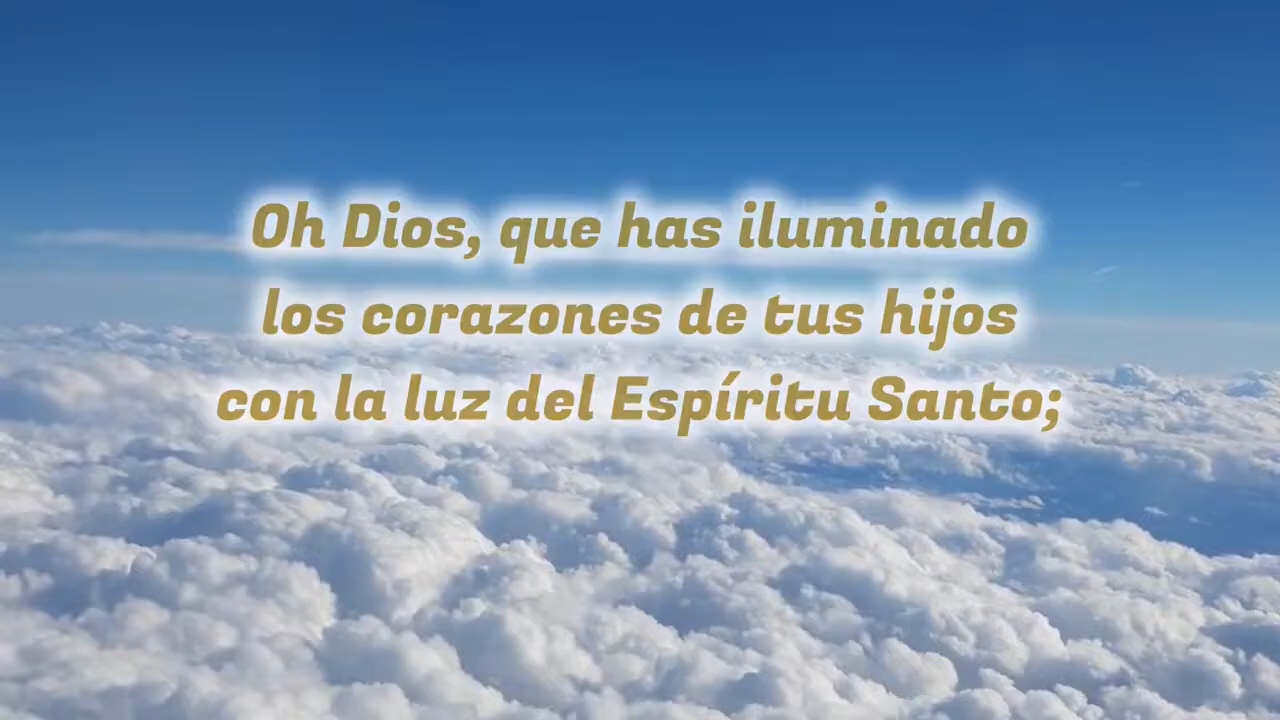 Oh Dios, que has iluminado
los corazones de tus hijos
con la luz del Espíritu Santo;